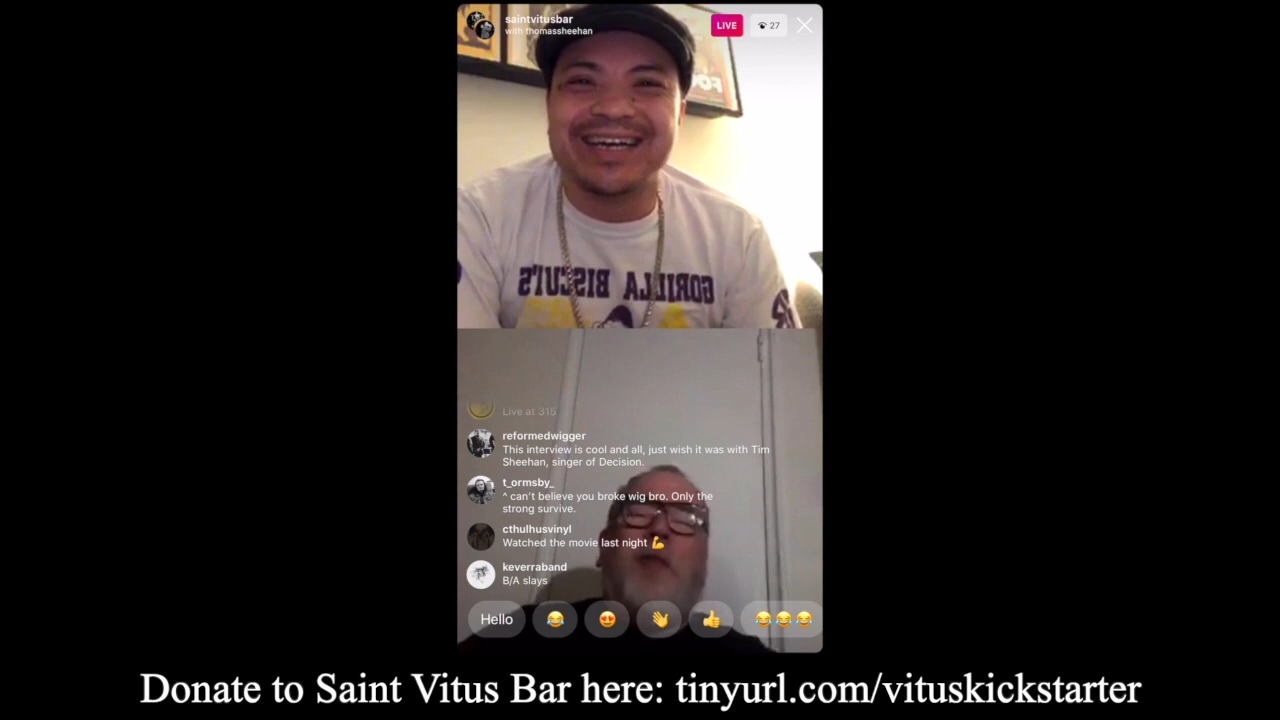 saintvitusbar
with thomassheehan
LIVE
27
GORILLA BISCUITS
Live at 315
reformedwigger
This interview is cool and all, just wish it was with Tim
Sheehan, singer of Decision.
t_ormsby_
^ can't believe you broke wig bro. Only the
strong survive.
cthulhusvinyl
Watched the movie last night 💪
keverraband
B/A slays
Hello 😂 😍 👋 👍 😂😂😂
Donate to Saint Vitus Bar here: tinyurl.com/vituskickstarter